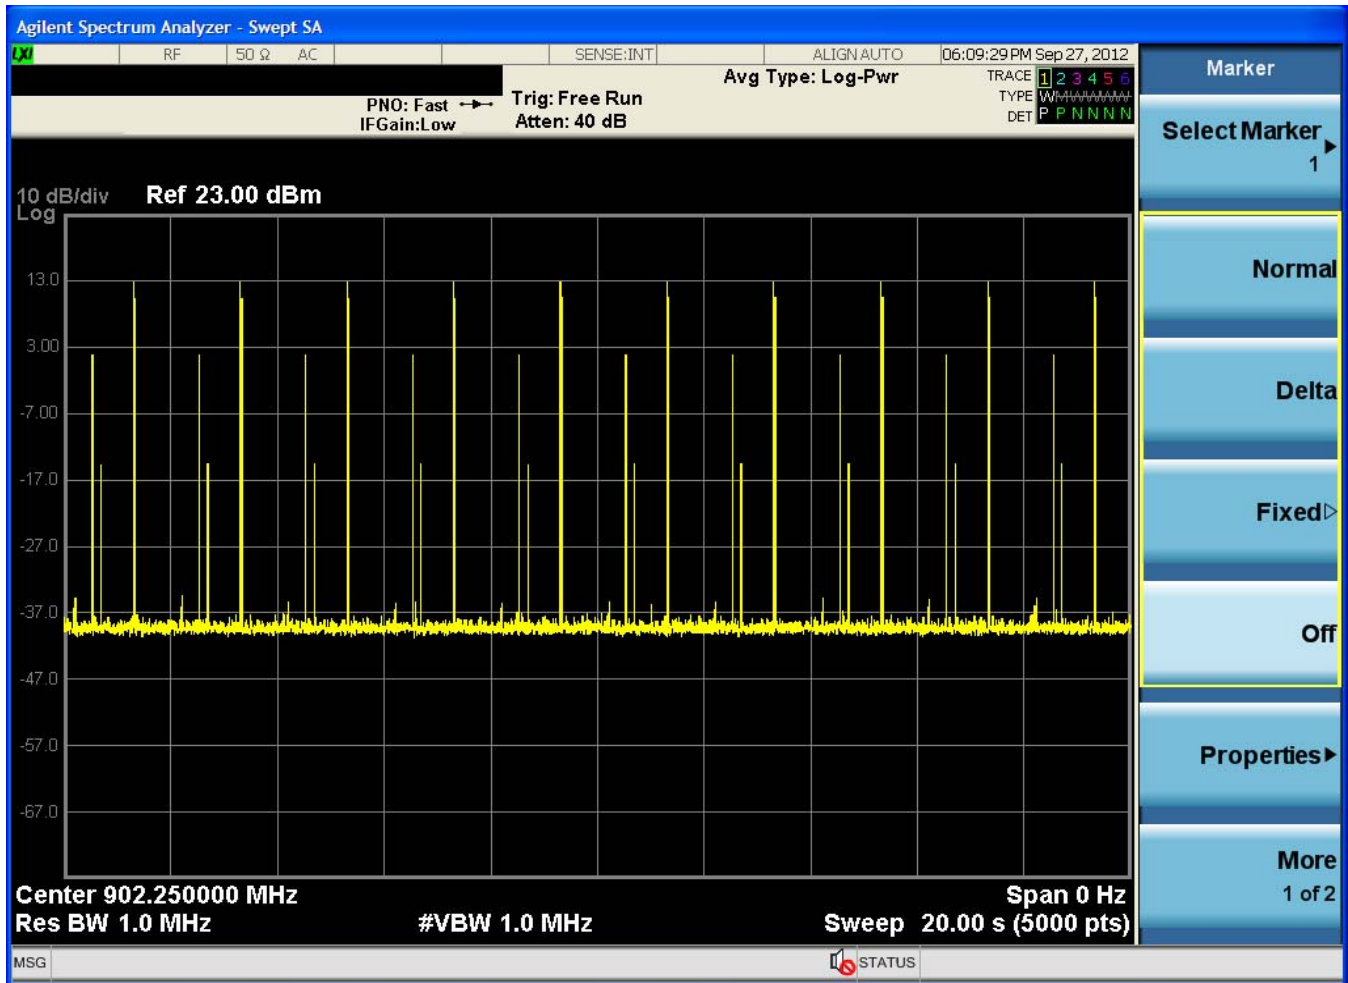 Agilent Spectrum Analyzer - Swept SA
LXI RF 50 Ω AC SENSE:INT ALIGN AUTO 06:09:29 PM Sep 27, 2012
Marker
Avg Type: Log-Pwr
TRACE 1 2 3 4 5 6
PNO: Fast
Trig: Free Run
TYPE
IFGain:Low
Atten: 40 dB
DET P P N N N N
Select Marker
1
10 dB/div Ref 23.00 dBm
Log
13.0
3.00
-7.00
-17.0
-27.0
-37.0
-47.0
-57.0
-67.0
Normal
Delta
Fixed
Off
Properties
More
1 of 2
Center 902.250000 MHz Span 0 Hz
Res BW 1.0 MHz #VBW 1.0 MHz Sweep 20.00 s (5000 pts)
MSG STATUS